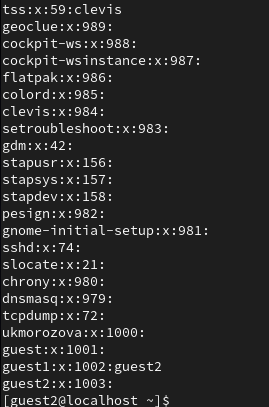 tss:x:59:clevis
geoclue:x:989:
cockpit-ws:x:988:
cockpit-wsinstance:x:987:
flatpak:x:986:
colord:x:985:
clevis:x:984:
setroubleshoot:x:983:
gdm:x:42:
stapusr:x:156:
stapsys:x:157:
stapdev:x:158:
pesign:x:982:
gnome-initial-setup:x:981:
sshd:x:74:
slocate:x:21:
chrony:x:980:
dnsmasq:x:979:
tcpdump:x:72:
ukmorozova:x:1000:
guest:x:1001:
guest1:x:1002:guest2
guest2:x:1003:
[guest2@localhost ~]$